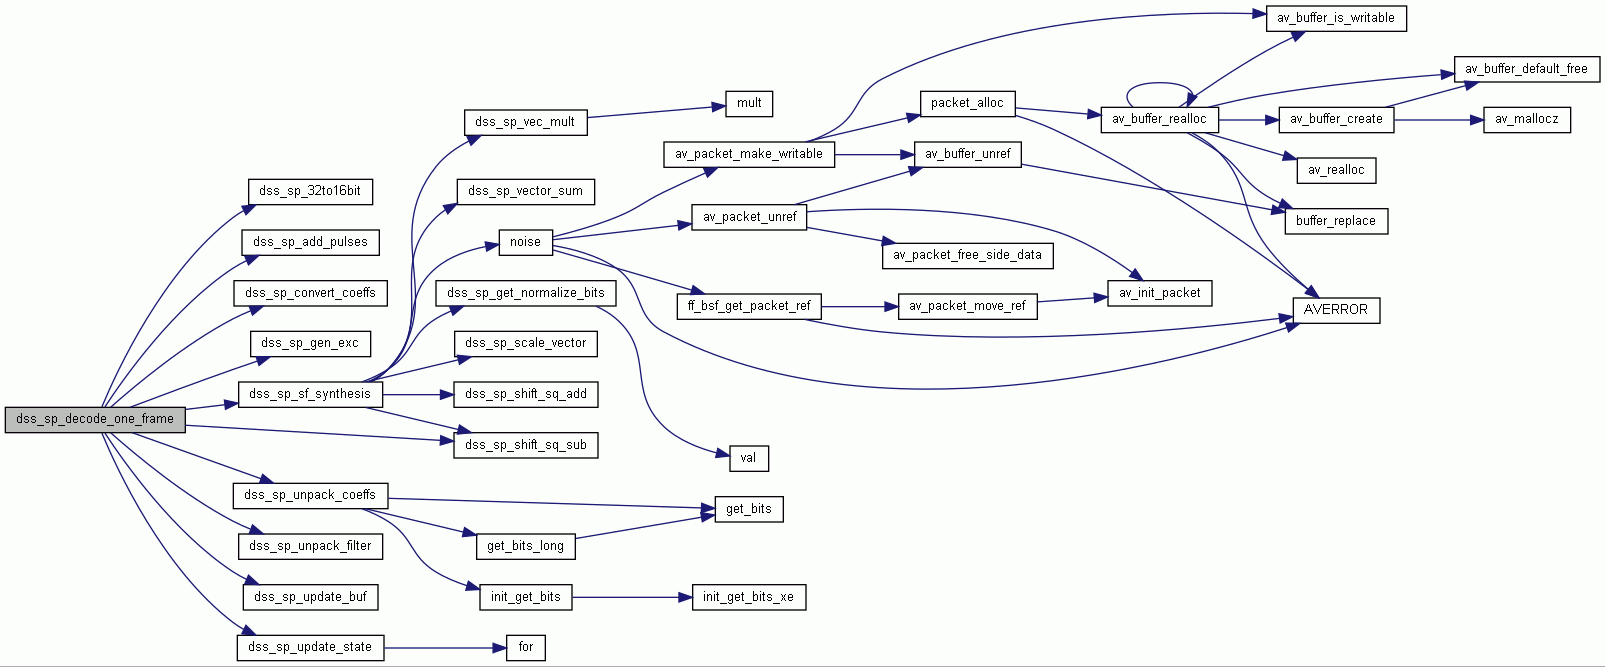 av_buffer_is_writable
av_buffer_default_free
mult
packet_alloc
av_buffer_realloc
av_buffer_create
av_mallocz
dss_sp_vec_mult
av_packet_make_writable
av_buffer_unref
av_realloc
dss_sp_32to16bit
dss_sp_vector_sum
av_packet_unref
buffer_replace
dss_sp_add_pulses
noise
av_packet_free_side_data
dss_sp_convert_coeffs
dss_sp_get_normalize_bits
ff_bsf_get_packet_ref
av_packet_move_ref
av_init_packet
AVERROR
dss_sp_gen_exc
dss_sp_scale_vector
dss_sp_sf_synthesis
dss_sp_shift_sq_add
dss_sp_decode_one_frame
dss_sp_shift_sq_sub
val
dss_sp_unpack_coeffs
get_bits
dss_sp_unpack_filter
get_bits_long
dss_sp_update_buf
init_get_bits
init_get_bits_xe
dss_sp_update_state
for